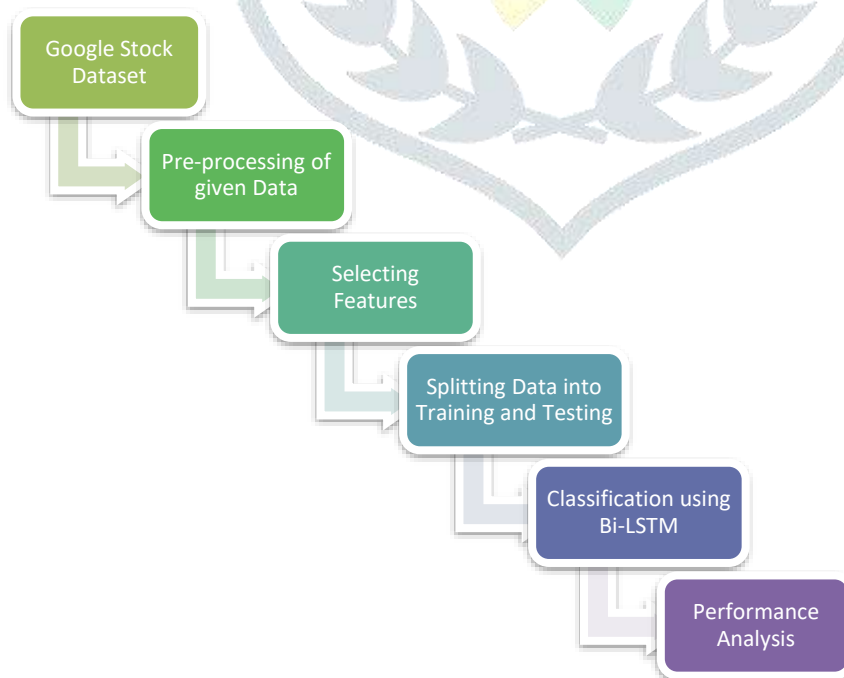 Google Stock
Dataset
Pre-processing of
given Data
Selecting
Features
Splitting Data into
Training and Testing
Classification using
Bi-LSTM
Performance
Analysis